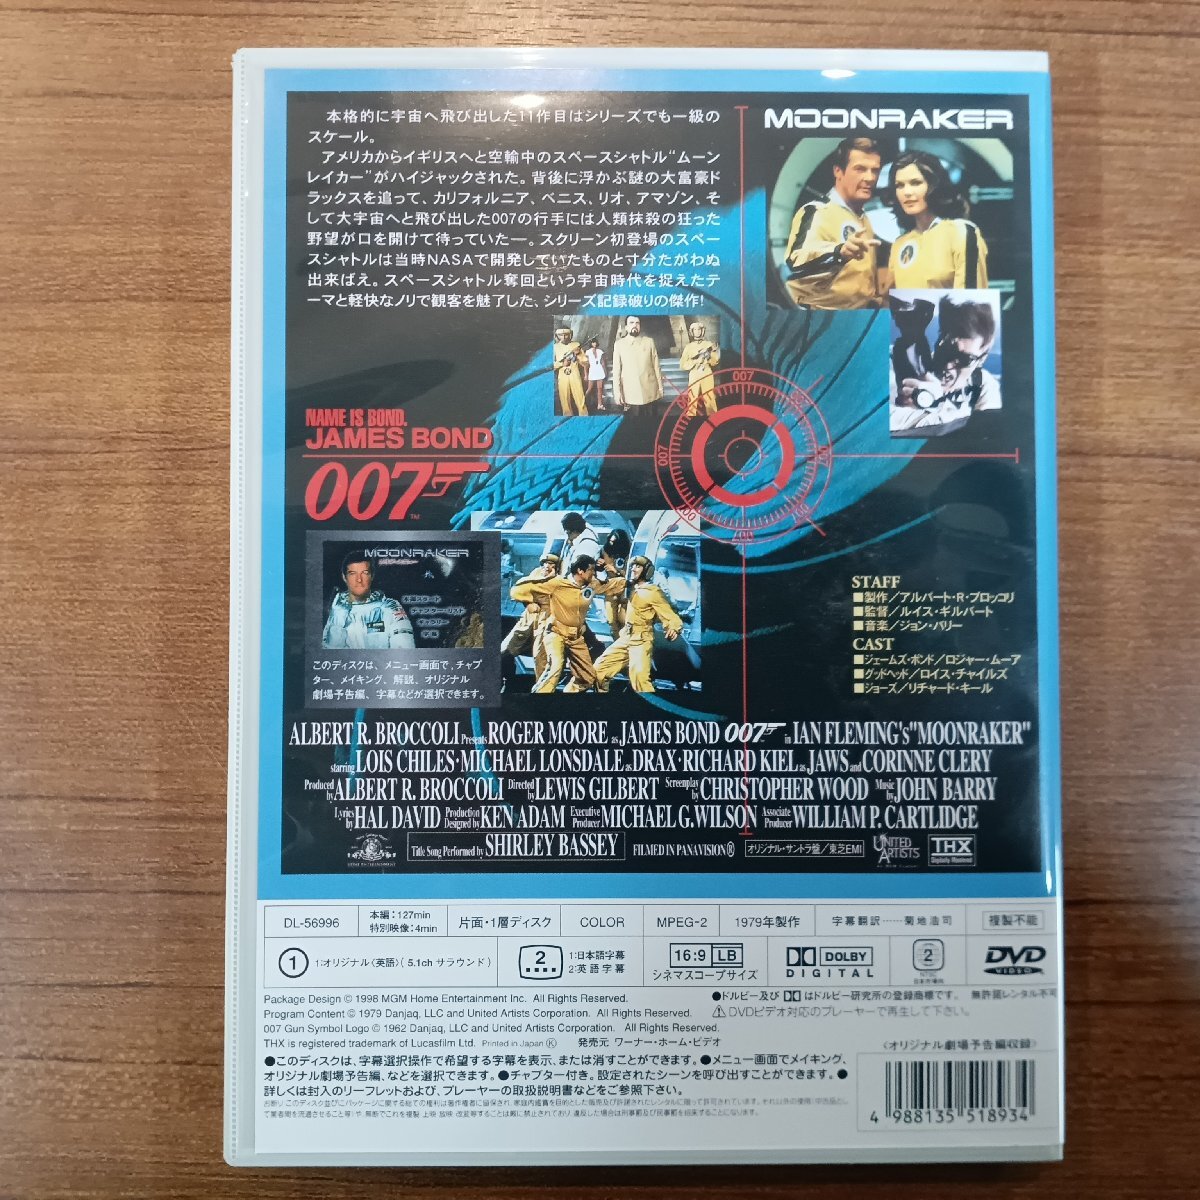 本格的に宇宙へ飛び出した11作目はシリーズでも一級の
スケール。
アメリカからイギリスへと空輸中のスペースシャトル“ムーン
レイカー”がハイジャックされた。背後に浮かぶ謎の大富豪ド
ラックスを追って、カリフォルニア、ベニス、リオ、アマゾン、そ
して大宇宙へと飛び出した007の行手には人類抹殺の狂った
野望が口を開けて待っていた―。スクリーン初登場のスペー
スシャトルは当時NASAで開発していたものと寸分たがわぬ
出来ばえ。スペースシャトル奪回という宇宙時代を捉えたテ
ーマと軽快なノリで観客を魅了した、シリーズ記録破りの傑作!
MOONRAKER
NAME IS BOND.
JAMES BOND
007
TM
007
007
007
007
007
MOONRAKER
本編スタート
チャプター・リスト
ギャラリー
字幕
このディスクは、メニュー画面で、チャプ
ター、メイキング、解説、オリジナル
劇場予告編、字幕などが選択できます。
STAFF
■製作/アルバート・R・ブロッコリ
■監督/ルイス・ギルバート
■音楽/ジョン・バリー
CAST
■ジェームズ・ボンド/ロジャー・ムーア
■グッドヘッド/ロイス・チャイルズ
■ジョーズ/リチャード・キール
ALBERT R. BROCCOLI Presents ROGER MOORE as JAMES BOND 007 in IAN FLEMING's "MOONRAKER"
starring LOIS CHILES・MICHAEL LONSDALE as DRAX・RICHARD KIEL as JAWS and CORINNE CLERY
Produced by ALBERT R. BROCCOLI Directed by LEWIS GILBERT Screenplay by CHRISTOPHER WOOD Music by JOHN BARRY
Lyrics by HAL DAVID Production Designed by KEN ADAM Executive Producer MICHAEL G. WILSON Associate Producer WILLIAM P. CARTLIDGE
Title Song Performed by SHIRLEY BASSEY FILMED IN PANAVISION® オリジナル・サントラ盤/東芝EMI UNITED ARTISTS THX Digitally Mastered
DL-56996 本編:127min 特別映像:4min 片面・1層ディスク COLOR MPEG-2 1979年製作 字幕翻訳……菊地浩司 複製不能
1 1:オリジナル〈英語〉(5.1ch サラウンド) 2 1:日本語字幕 2:英語字幕 16:9 LB シネマスコープサイズ DOLBY DIGITAL 2 NTSC 日本市場向 DVD VIDEO
Package Design © 1998 MGM Home Entertainment Inc. All Rights Reserved.
Program Content © 1979 Danjaq, LLC and United Artists Corporation. All Rights Reserved.
007 Gun Symbol Logo © 1962 Danjaq, LLC and United Artists Corporation. All Rights Reserved.
THX is registered trademark of Lucasfilm Ltd. Printed in Japan Ⓚ 発売元 ワーナー・ホーム・ビデオ
●ドルビー及び はドルビー研究所の登録商標です。 無許諾レンタル不可
⚠DVDビデオ対応のプレーヤーで再生して下さい。
〈オリジナル劇場予告編収録〉
●このディスクは、字幕選択操作で希望する字幕を表示、または消すことができます。●メニュー画面でメイキング、
オリジナル劇場予告編、などを選択できます。●チャプター付き。設定されたシーンを呼び出すことができます。●
詳しくは封入のリーフレットおよび、プレーヤーの取扱説明書などをご参照下さい。
4 988135 518934